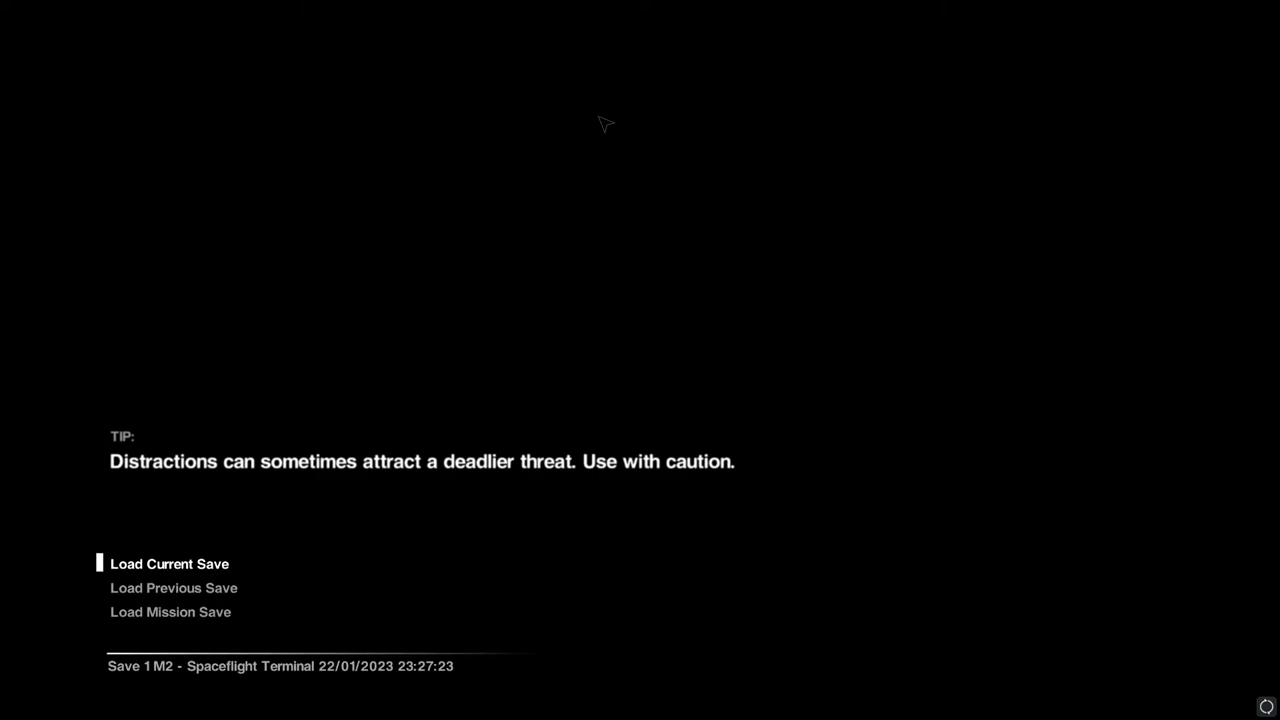 TIP:
Distractions can sometimes attract a deadlier threat. Use with caution.
Load Current Save
Load Previous Save
Load Mission Save
Save 1 M2 - Spaceflight Terminal 22/01/2023 23:27:23